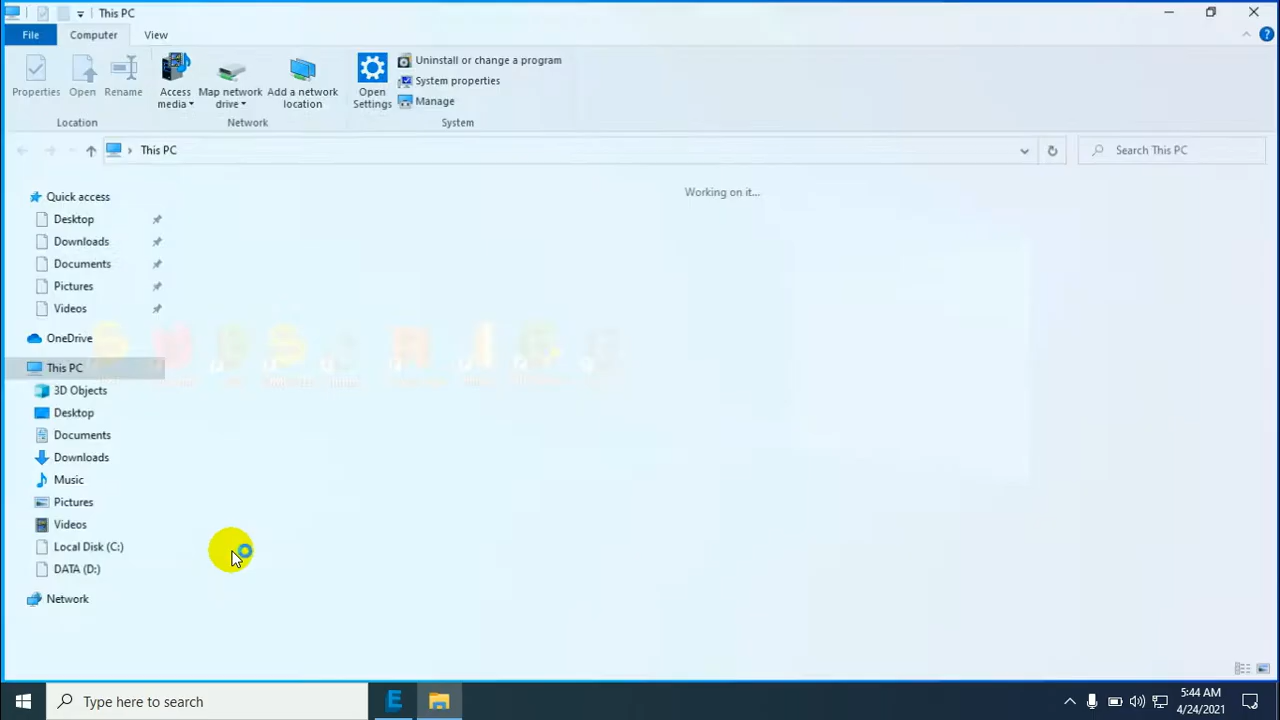 This PC
File Computer View
Properties Open Rename Access media Map network drive Add a network location Open Settings Uninstall or change a program
System properties
Manage
Location Network System
This PC
Search This PC
Working on it...
Quick access
Desktop
Downloads
Documents
Pictures
Videos
OneDrive
This PC
3D Objects
Desktop
Documents
Downloads
Music
Pictures
Videos
Local Disk (C:)
DATA (D:)
Network
Type here to search
5:44 AM
4/24/2021